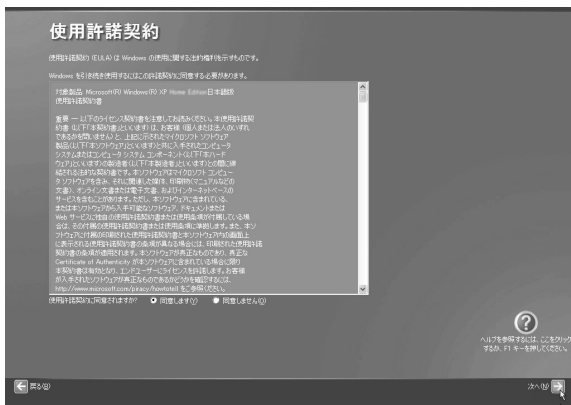 使用許諾契約
使用許諾契約 (EULA) は Windows の使用に関する法的権利を示すものです。
Windows を引き続き使用するにはこの許諾契約に同意する必要があります。
対象製品 Microsoft(R) Windows(R) XP Home Edition 日本語版
使用許諾契約書
重要 — 以下のライセンス契約書を注意してお読みください。本使用許諾契
約書 (以下「本契約書」といいます) は、お客様 (個人または法人のいずれ
であるかを問いません) と、上記に示されたマイクロソフト ソフトウェア
製品(以下「本ソフトウェア」といいます)と共に入手されたコンピュータ
システムまたはコンピュータ システム コンポーネント(以下「本ハード
ウェア」といいます)の製造者(以下「本製造者」といいます)との間に締
結される法的な契約書です。本ソフトウェアはマイクロソフト コンピュー
タ ソフトウェアを含み、それに関連した媒体、印刷物(マニュアルなどの
文書)、オンライン文書または電子文書、およびインターネットベースの
サービスを含むことがあります。ただし、本ソフトウェアに含まれている、
または本ソフトウェアから入手可能なソフトウェア、ドキュメントまたは
Web サービスに独自の使用許諾契約書または使用条項が付属している場
合は、その付属の使用許諾契約書または使用条項に準拠します。また、本ソ
フトウェアに付属の印刷された使用許諾契約書と本ソフトウェア内の画面上
に表示される使用許諾契約書の条項が異なる場合には、印刷された使用許諾
契約書の条項が適用されます。本ソフトウェアが真正なものであり、真正な
Certificate of Authenticity が本ソフトウェアに含まれている場合に限り
本契約書は有効となり、エンドユーザーにライセンスを許諾します。お客様
が入手されたソフトウェアが真正なものであるかどうかを確認するには、
http://www.microsoft.com/piracy/howtotell をご参照ください。
使用許諾契約に同意されますか? 同意します(Y) 同意しません(D)
?
ヘルプを参照するには、ここをクリック
するか、F1 キーを押してください。
戻る(B) 次へ(N)